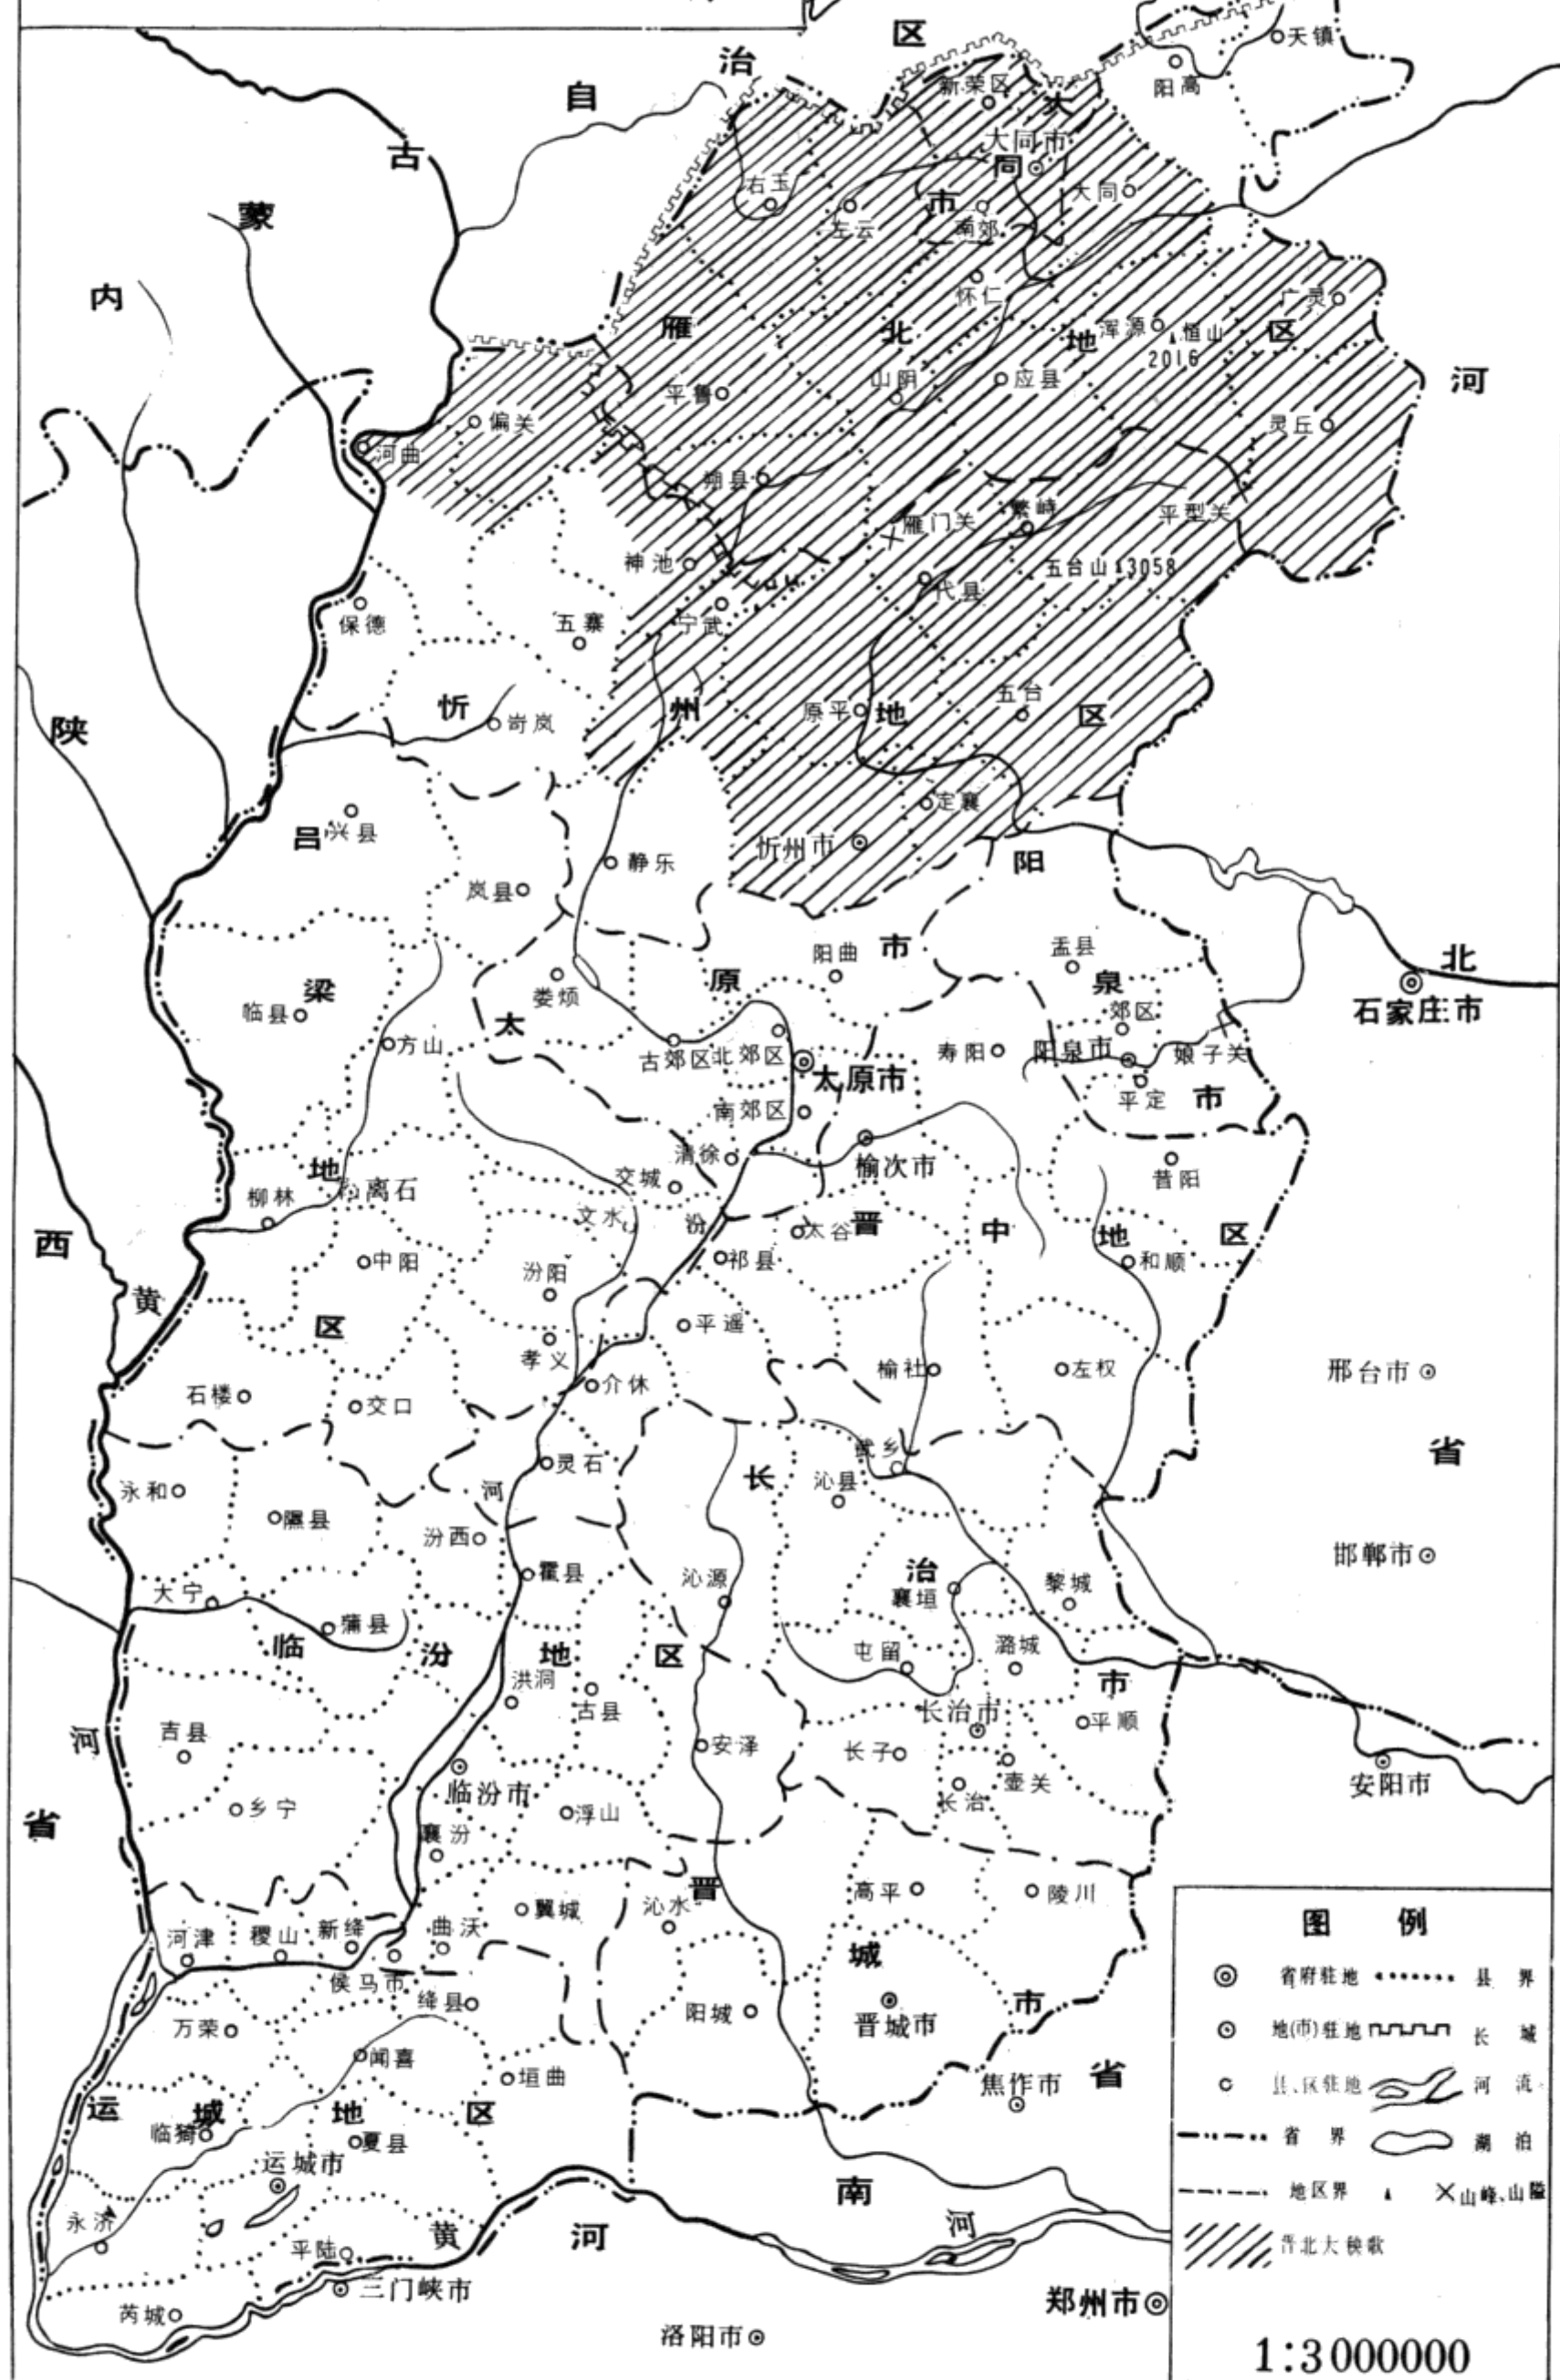 区
治
自
古
蒙
内
天镇
阳高
新荣区
大
大同市
同
大同
右玉
左云
市
南郊
怀仁
广灵
雁
北
地
浑源
恒山
2016
区
河
平鲁
山阴
应县
偏关
灵丘
河曲
朔县
雁门关
繁峙
平型关
神池
五台山 3058
代县
保德
五寨
宁武
陕
忻
州
岢岚
原平
地
五台
区
吕
兴县
定襄
忻州市
静乐
阳
岚县
市
阳曲
盂县
北
梁
原
泉
娄烦
石家庄市
临县
太
郊区
方山
古郊区
北郊区
太原市
寿阳
阳泉市
娘子关
南郊区
平定
市
清徐
榆次市
地
交城
昔阳
柳林
离石
文水
汾
太谷
晋
中
地
区
西
中阳
汾阳
祁县
和顺
黄
区
平遥
孝义
榆社
左权
邢台市
石楼
交口
介休
武乡
省
灵石
长
沁县
永和
河
隰县
汾西
邯郸市
霍县
沁源
治
襄垣
黎城
大宁
蒲县
临
汾
地
区
屯留
潞城
市
洪洞
古县
长治市
平顺
吉县
河
安泽
长子
壶关
安阳市
临汾市
长治
省
乡宁
浮山
襄汾
晋
高平
陵川
翼城
沁水
图 例
河津
稷山
新绛
曲沃
城
侯马市
省府驻地
县 界
绛县
阳城
晋城市
市
万荣
地(市)驻地
长 城
闻喜
垣曲
焦作市
省
县、区驻地
河 流
运
城
地
区
临猗
夏县
省 界
湖 泊
运城市
南
地区界
山峰、山隘
永济
黄
河
河
平陆
晋北大秧歌
三门峡市
郑州市
芮城
洛阳市
1:3000000